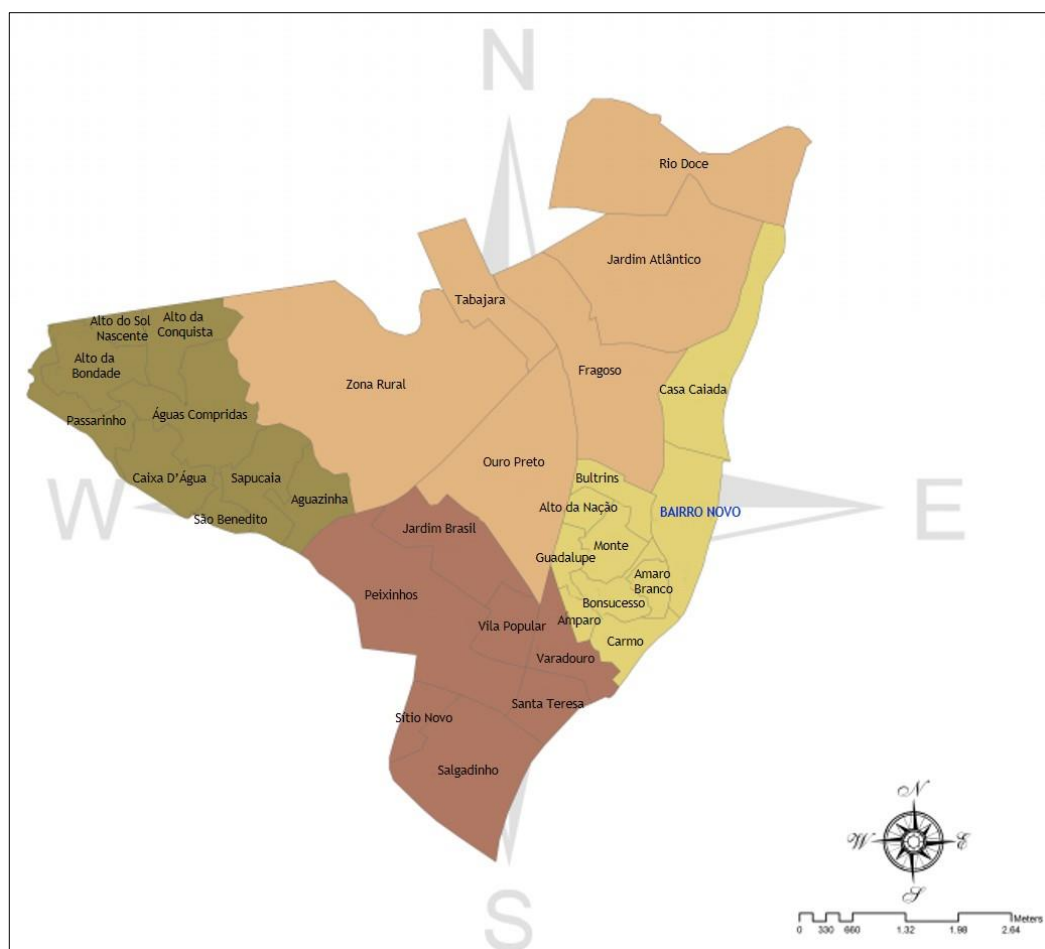 N
Rio Doce
Jardim Atlântico
Tabajara
Alto do Sol
Nascente
Alto da
Conquista
Alto da
Bondade
Zona Rural
Fragoso
Casa Caiada
Passarinho
Águas Compridas
Ouro Preto
Caixa D'Água
Sapucaia
Aguazinha
Bultrins
W
São Benedito
Jardim Brasil
Alto da Nação
BAIRRO NOVO
E
Guadalupe
Monte
Peixinhos
Amaro
Branco
Bonsucesso
Vila Popular
Amparo
Carmo
Varadouro
Santa Teresa
Sítio Novo
Salgadinho
S
N
W
E
S
Meters
0 330 660 1.32 1.98 2.64